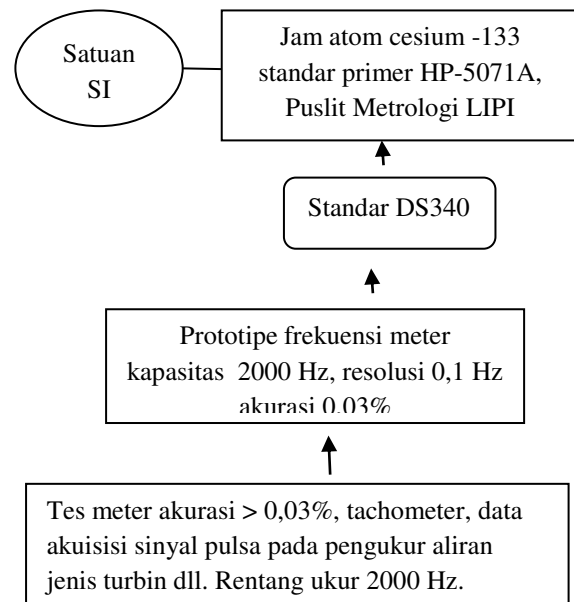 Satuan
SI
Jam atom cesium -133
standar primer HP-5071A,
Puslit Metrologi LIPI
Standar DS340
Prototipe frekuensi meter
kapasitas 2000 Hz, resolusi 0,1 Hz
akurasi 0.03%
Tes meter akurasi > 0,03%, tachometer, data
akuisisi sinyal pulsa pada pengukur aliran
jenis turbin dll. Rentang ukur 2000 Hz.